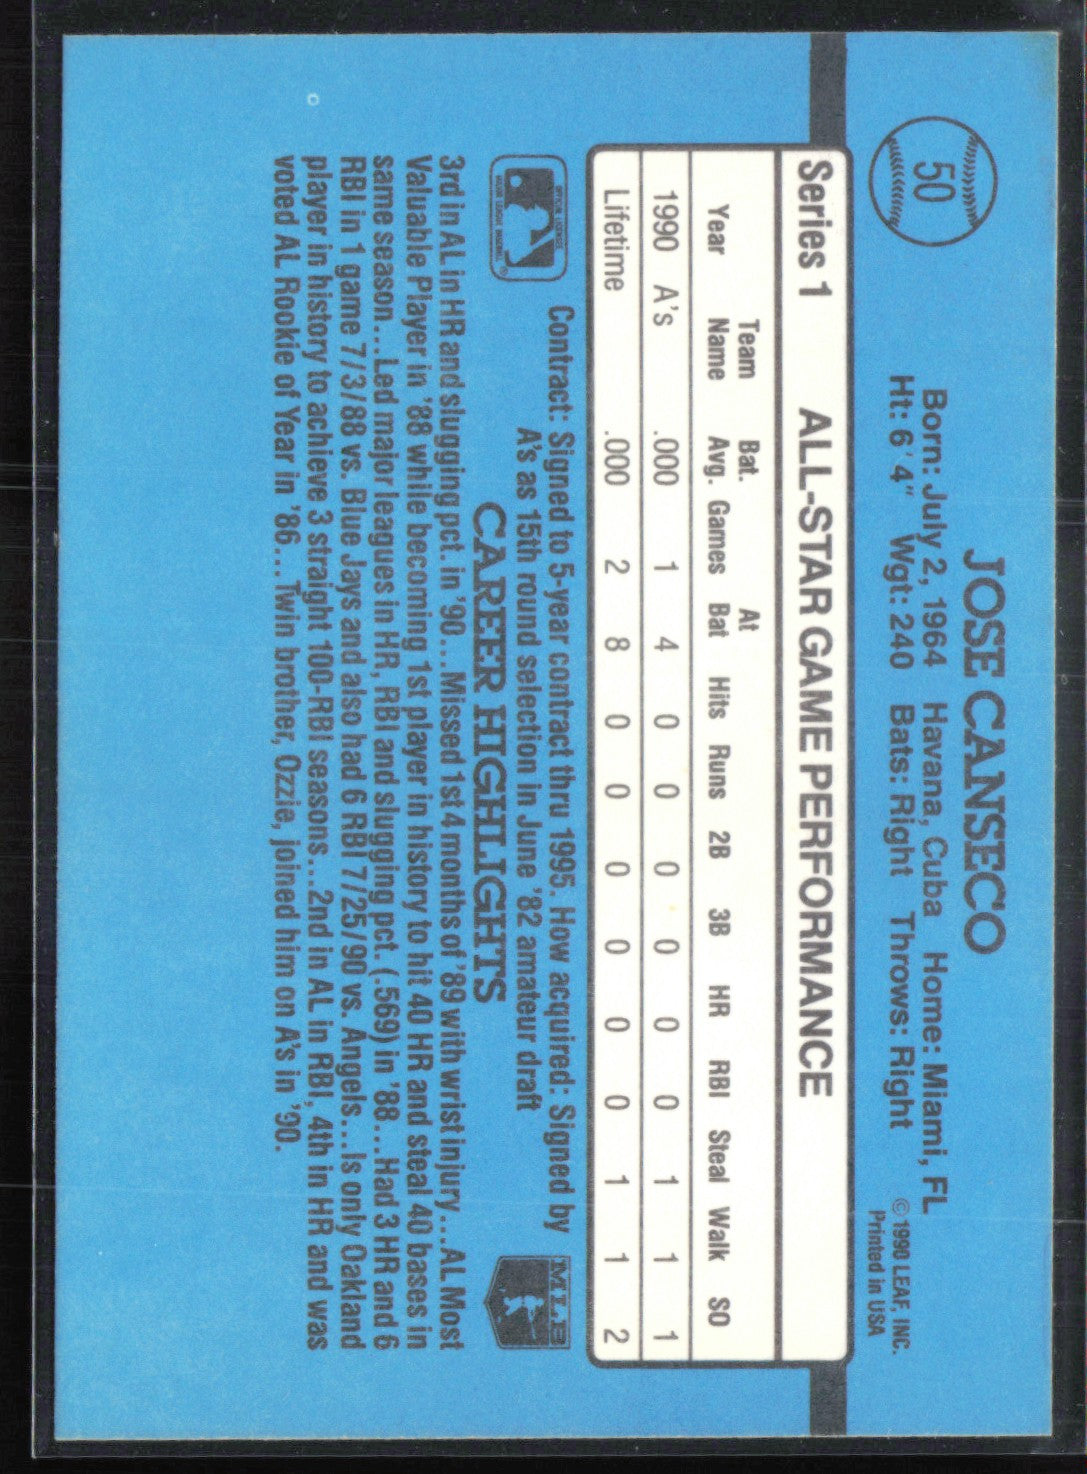 50
JOSE CANSECO
Born: July 2, 1964 Havana, Cuba Home: Miami, FL
Ht: 6'4" Wgt: 240 Bats: Right Throws: Right
©1990 LEAF, INC.
Printed in USA
Series 1 ALL-STAR GAME PERFORMANCE
Team Bat. At
Year Name Avg. Games Bat Hits Runs 2B 3B HR RBI Steal Walk SO
1990 A's .000 1 4 0 0 0 0 0 0 1 1 1
Lifetime .000 2 8 0 0 0 0 0 0 1 1 2
Contract: Signed to 5-year contract thru 1995. How acquired: Signed by
A's as 15th round selection in June '82 amateur draft
MLB
CAREER HIGHLIGHTS
3rd in AL in HR and slugging pct. in '90...Missed 1st 4 months of '89 with wrist injury...AL Most
Valuable Player in '88 while becoming 1st player in history to hit 40 HR and steal 40 bases in
same season...Led major leagues in HR, RBI and slugging pct. (.569) in '88...Had 3 HR and 6
RBI in 1 game 7/3/88 vs. Blue Jays and also had 6 RBI 7/25/90 vs. Angels...Is only Oakland
player in history to achieve 3 straight 100-RBI seasons...2nd in AL in RBI, 4th in HR and was
voted AL Rookie of Year in '86...Twin brother, Ozzie, joined him on A's in '90.